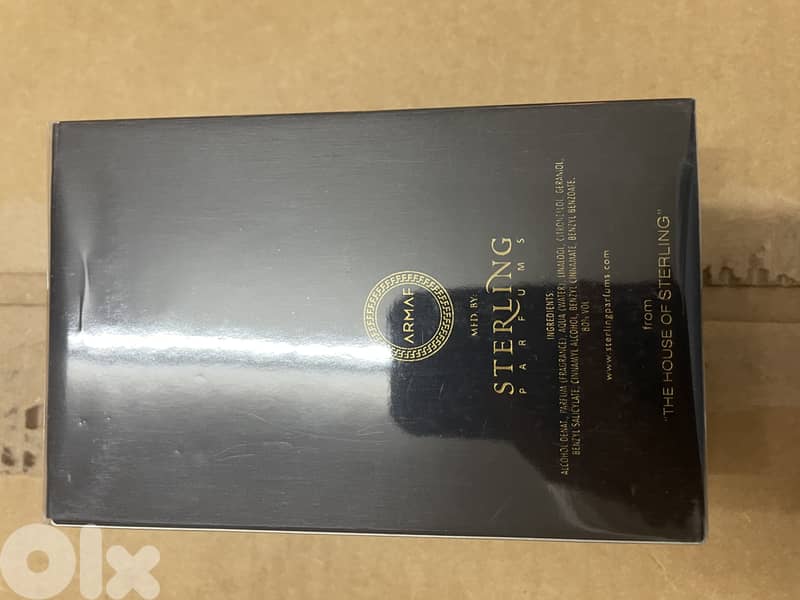 ARMAF
MFD. BY:
STERLING
PARFUMS
INGREDIENTS:
ALCOHOL DENAT, PARFUM (FRAGRANCE), AQUA (WATER), LINALOOL, CITRONELLOL, GERANIOL,
BENZYL SALICYLATE, CINNAMYL ALCOHOL, BENZYL CINNAMATE, BENZYL BENZOATE.
80% VOL
www.sterlingparfums.com
from
"THE HOUSE OF STERLING"
OLX